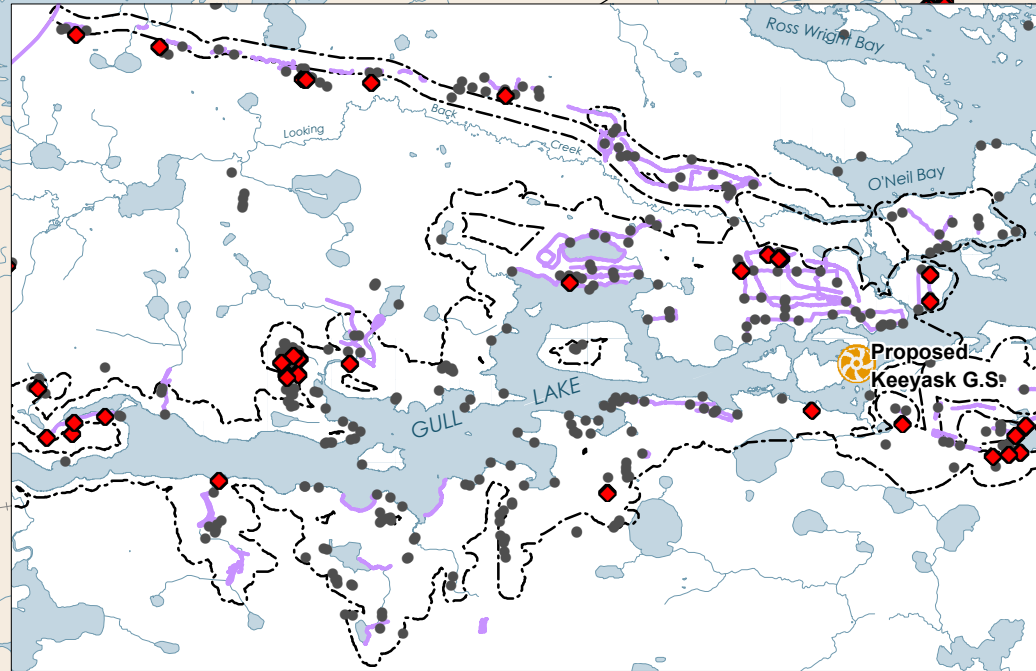 Ross Wright Bay
Back
Looking
Creek
O'Neil Bay
Proposed
Keeyask G.S.
GULL LAKE